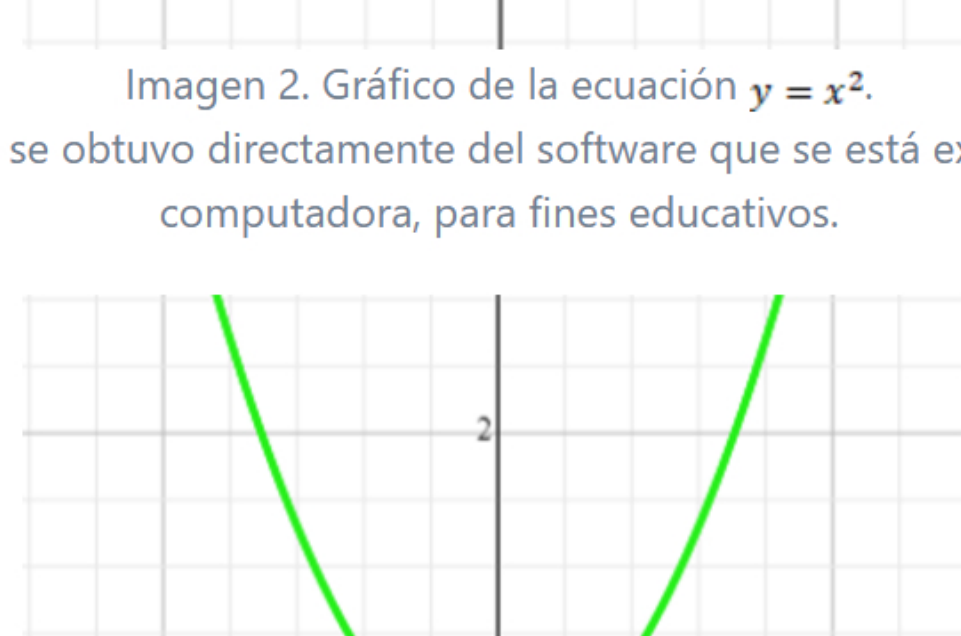 Imagen 2. Gráfico de la ecuación y = x².
se obtuvo directamente del software que se está
computadora, para fines educativos.
2